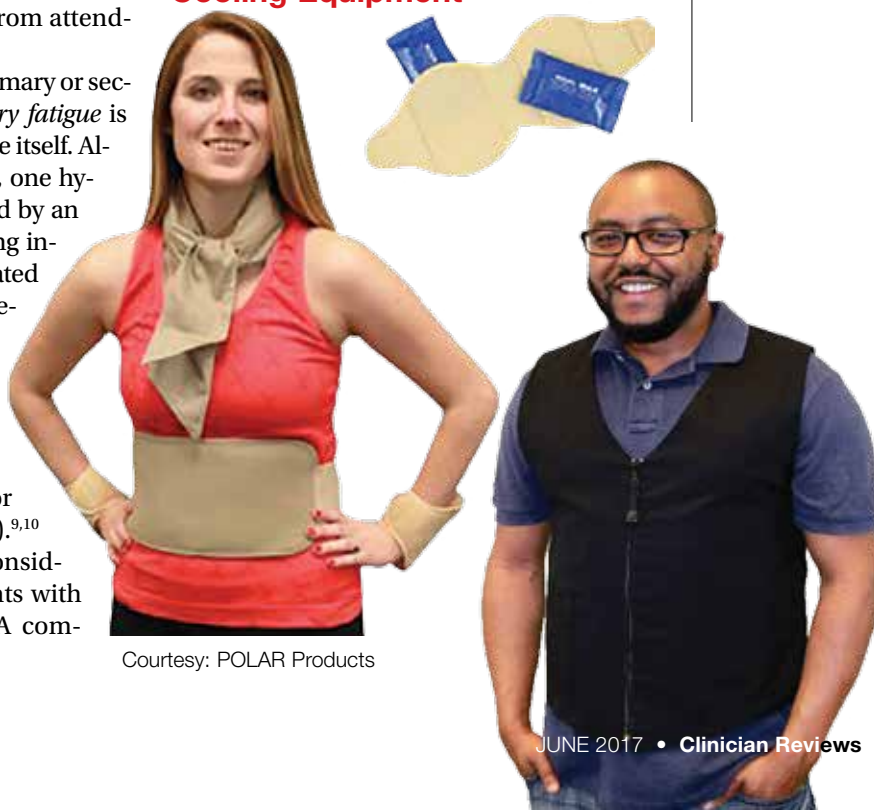 rom attend-
mary or sec-
ry fatigue is
e itself. Al-
, one hy-
d by an
ng in-
ated
e-
or
).9,10
onsid-
nts with
A com-
Cooling Equipment
Courtesy: POLAR Products
JUNE 2017 • Clinician Reviews